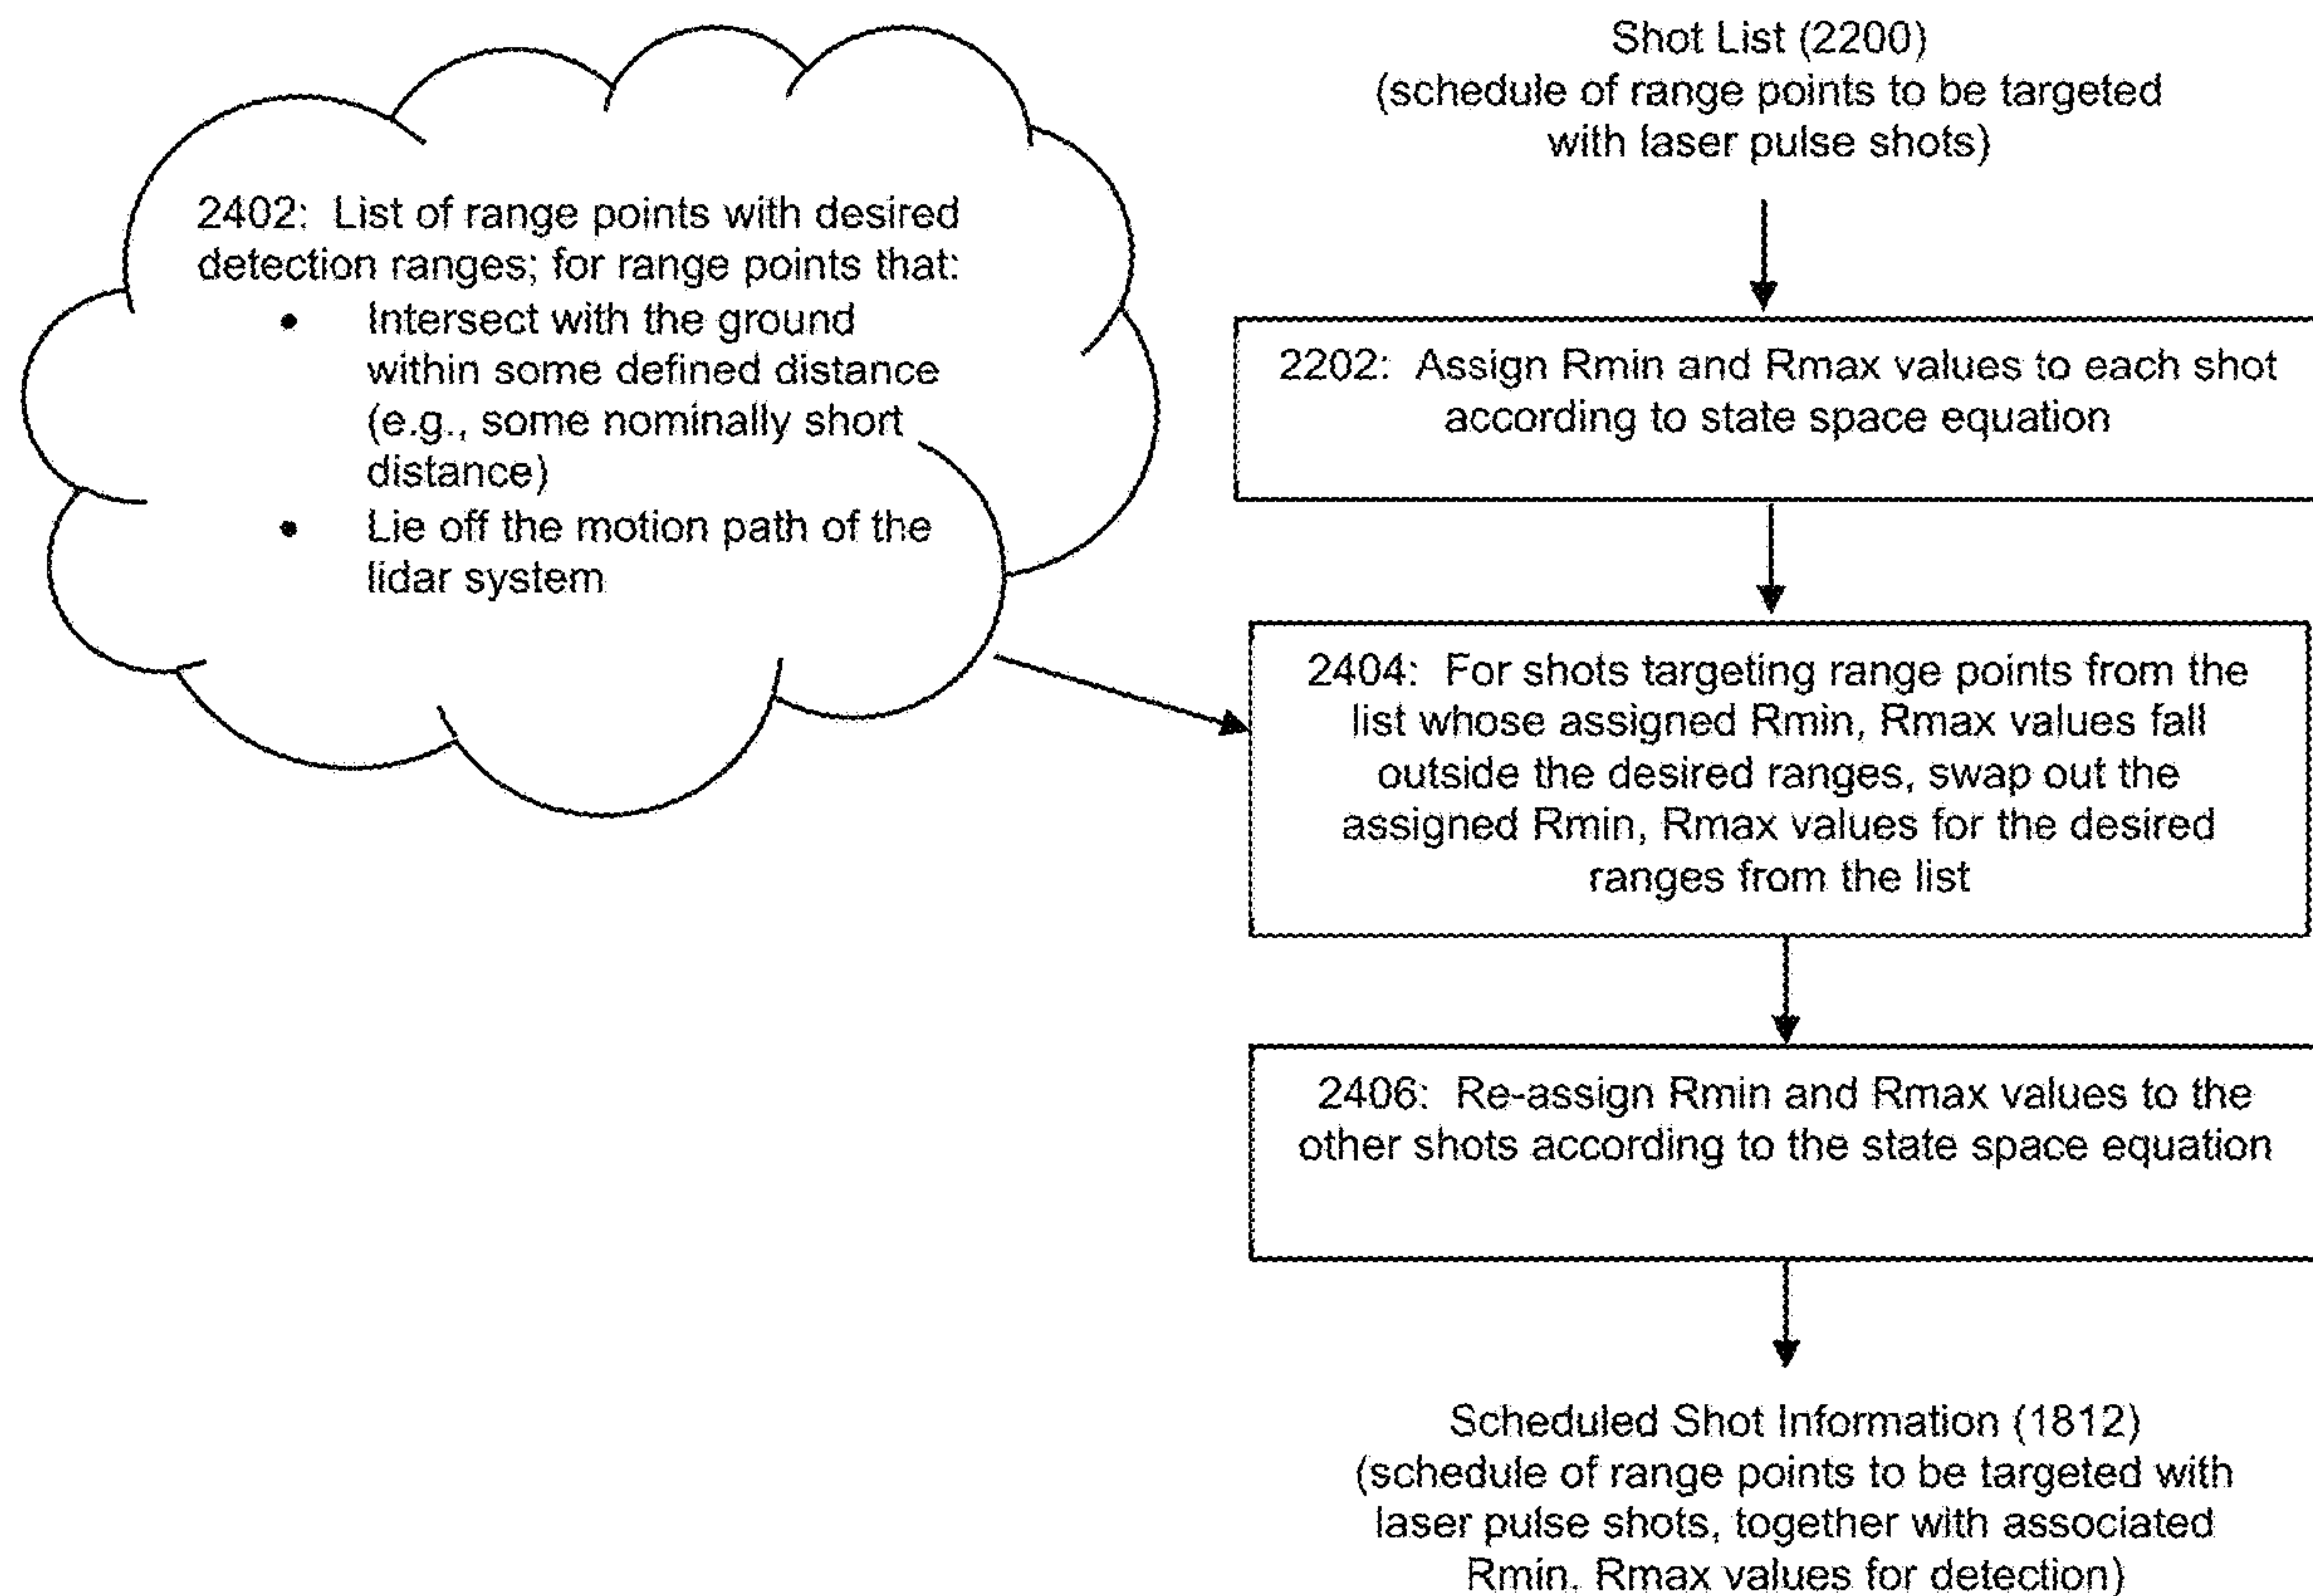 2402: List of range points with desired
detection ranges; for range points that:
• Intersect with the ground
within some defined distance
(e.g., some nominally short
distance)
• Lie off the motion path of the
lidar system
Shot List (2200)
(schedule of range points to be targeted
with laser pulse shots)
2202: Assign Rmin and Rmax values to each shot
according to state space equation
2404: For shots targeting range points from the
list whose assigned Rmin, Rmax values fall
outside the desired ranges, swap out the
assigned Rmin, Rmax values for the desired
ranges from the list
2406: Re-assign Rmin and Rmax values to the
other shots according to the state space equation
Scheduled Shot Information (1812)
(schedule of range points to be targeted with
laser pulse shots, together with associated
Rmin, Rmax values for detection)